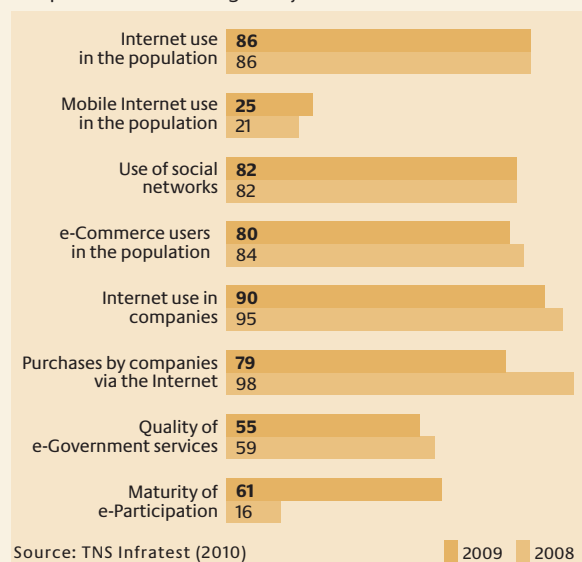 Internet use
in the population
86
86
Mobile Internet use
in the population
25
21
Use of social
networks
82
82
e-Commerce users
in the population
80
84
Internet use in
companies
90
95
Purchases by companies
via the Internet
79
98
Quality of
e-Government services
55
59
Maturity of
e-Participation
61
16
Source: TNS Infratest (2010)
2009
2008